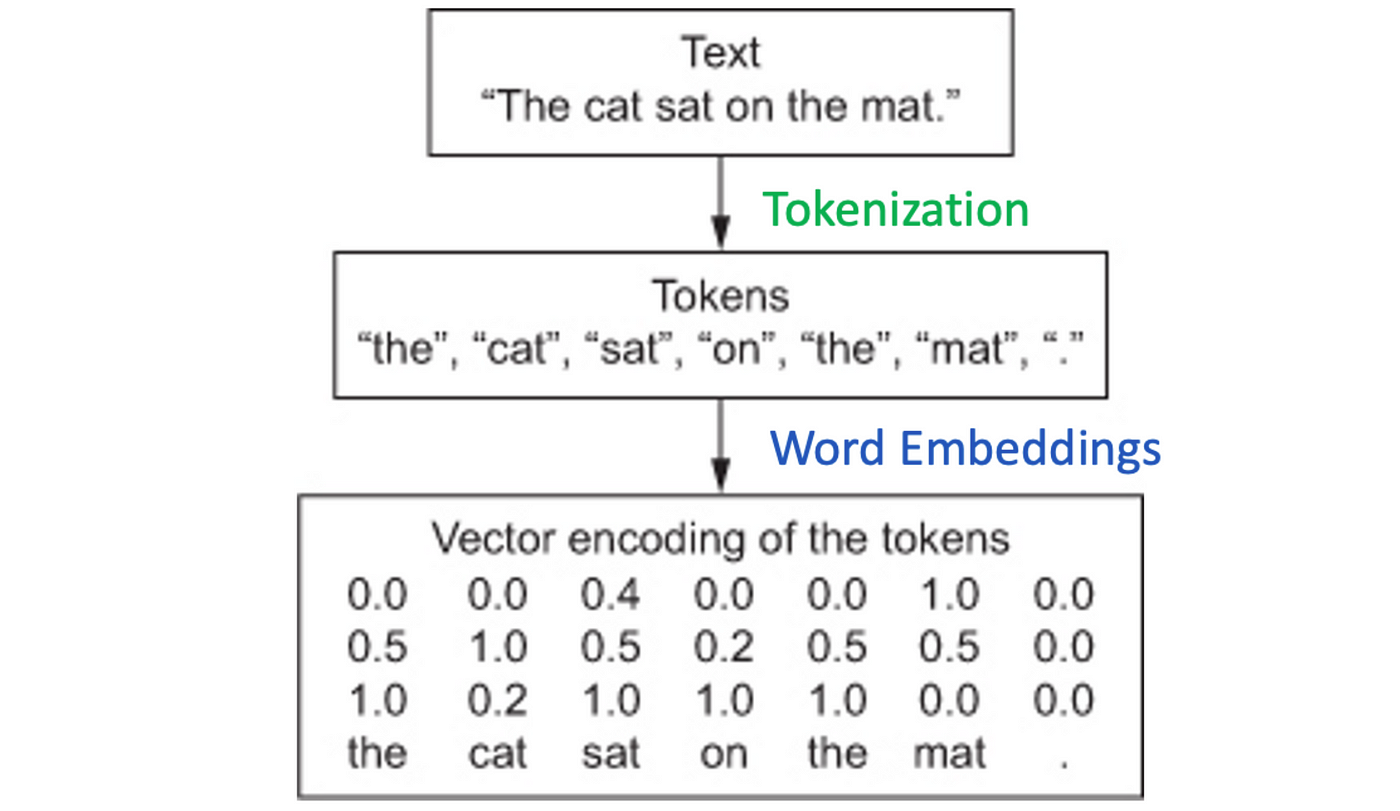 Text
“The cat sat on the mat.”
Tokenization
Tokens
“the”, “cat”, “sat”, “on”, “the”, “mat”, “.”
Word Embeddings
Vector encoding of the tokens
0.0 0.0 0.4 0.0 0.0 1.0 0.0
0.5 1.0 0.5 0.2 0.5 0.5 0.0
1.0 0.2 1.0 1.0 1.0 0.0 0.0
the cat sat on the mat .